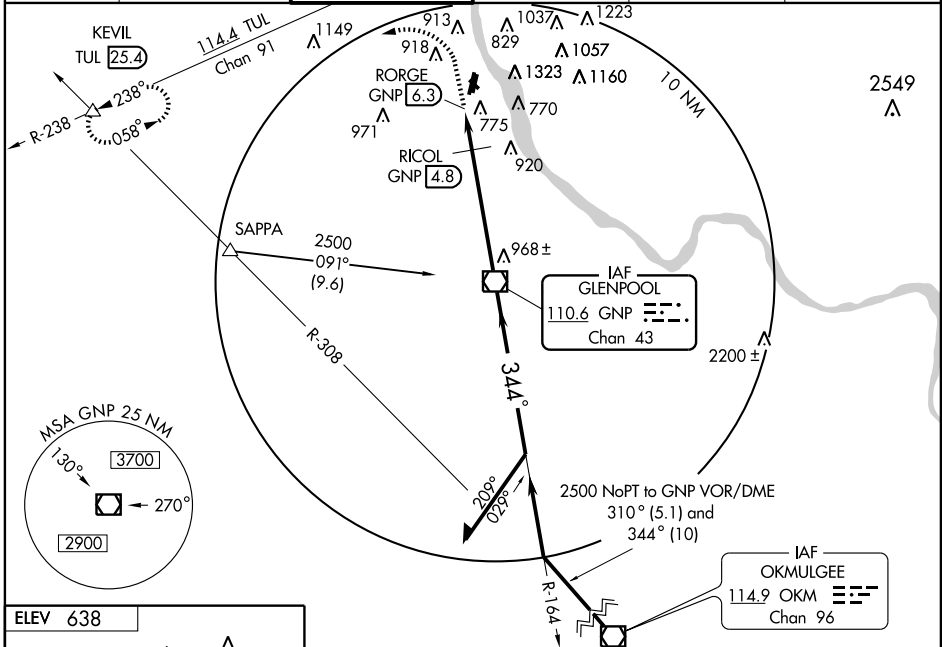 KEVIL
TUL 25.4
114.4 TUL
Chan 91
1149
913
918
1037
829
1223
1057
1323
1160
10 NM
2549
238°
058°
R-238
RORGE
GNP 6.3
971
775
770
RICOL
GNP 4.8
920
SAPPA
2500
091°
(9.6)
968±
IAF
GLENPOOL
110.6 GNP
Chan 43
2200±
R-308
344°
MSA GNP 25 NM
130°
3700
270°
2900
209°
029°
2500 NoPT to GNP VOR/DME
310° (5.1) and
344° (10)
R-164
IAF
OKMULGEE
114.9 OKM
Chan 96
ELEV 638